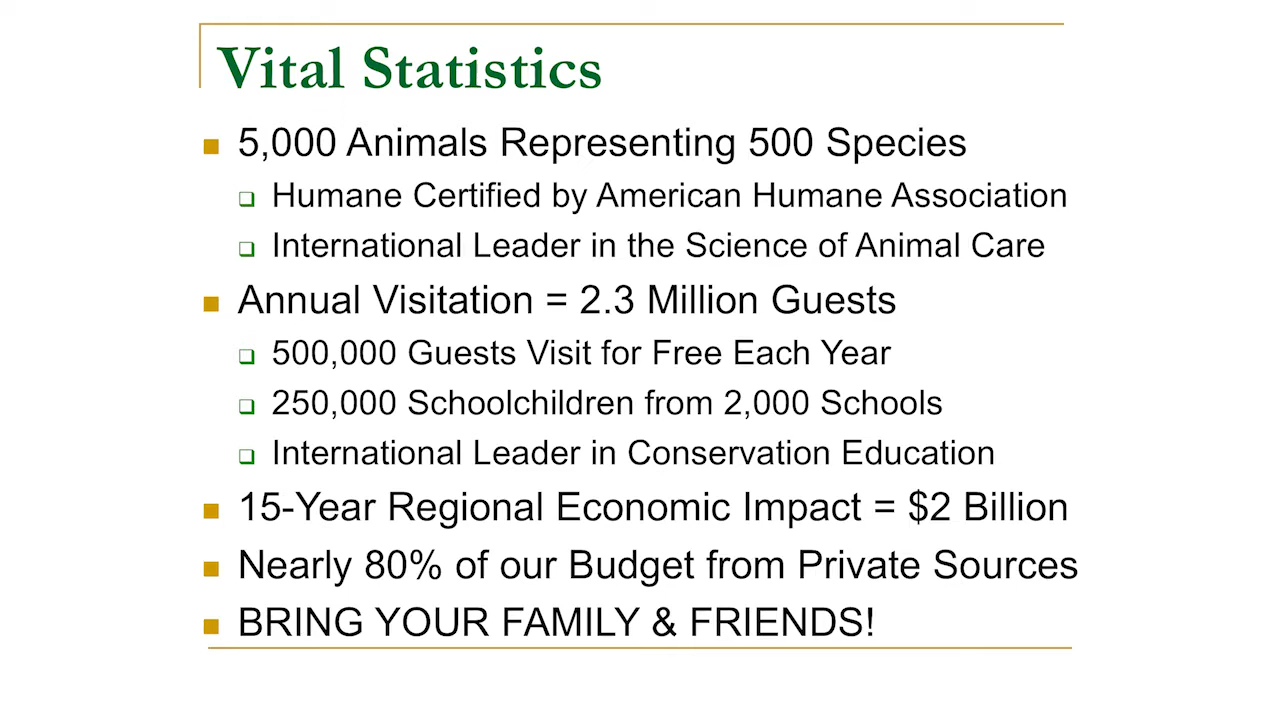 Vital Statistics
5,000 Animals Representing 500 Species
Humane Certified by American Humane Association
International Leader in the Science of Animal Care
Annual Visitation = 2.3 Million Guests
500,000 Guests Visit for Free Each Year
250,000 Schoolchildren from 2,000 Schools
International Leader in Conservation Education
15-Year Regional Economic Impact = $2 Billion
Nearly 80% of our Budget from Private Sources
BRING YOUR FAMILY & FRIENDS!